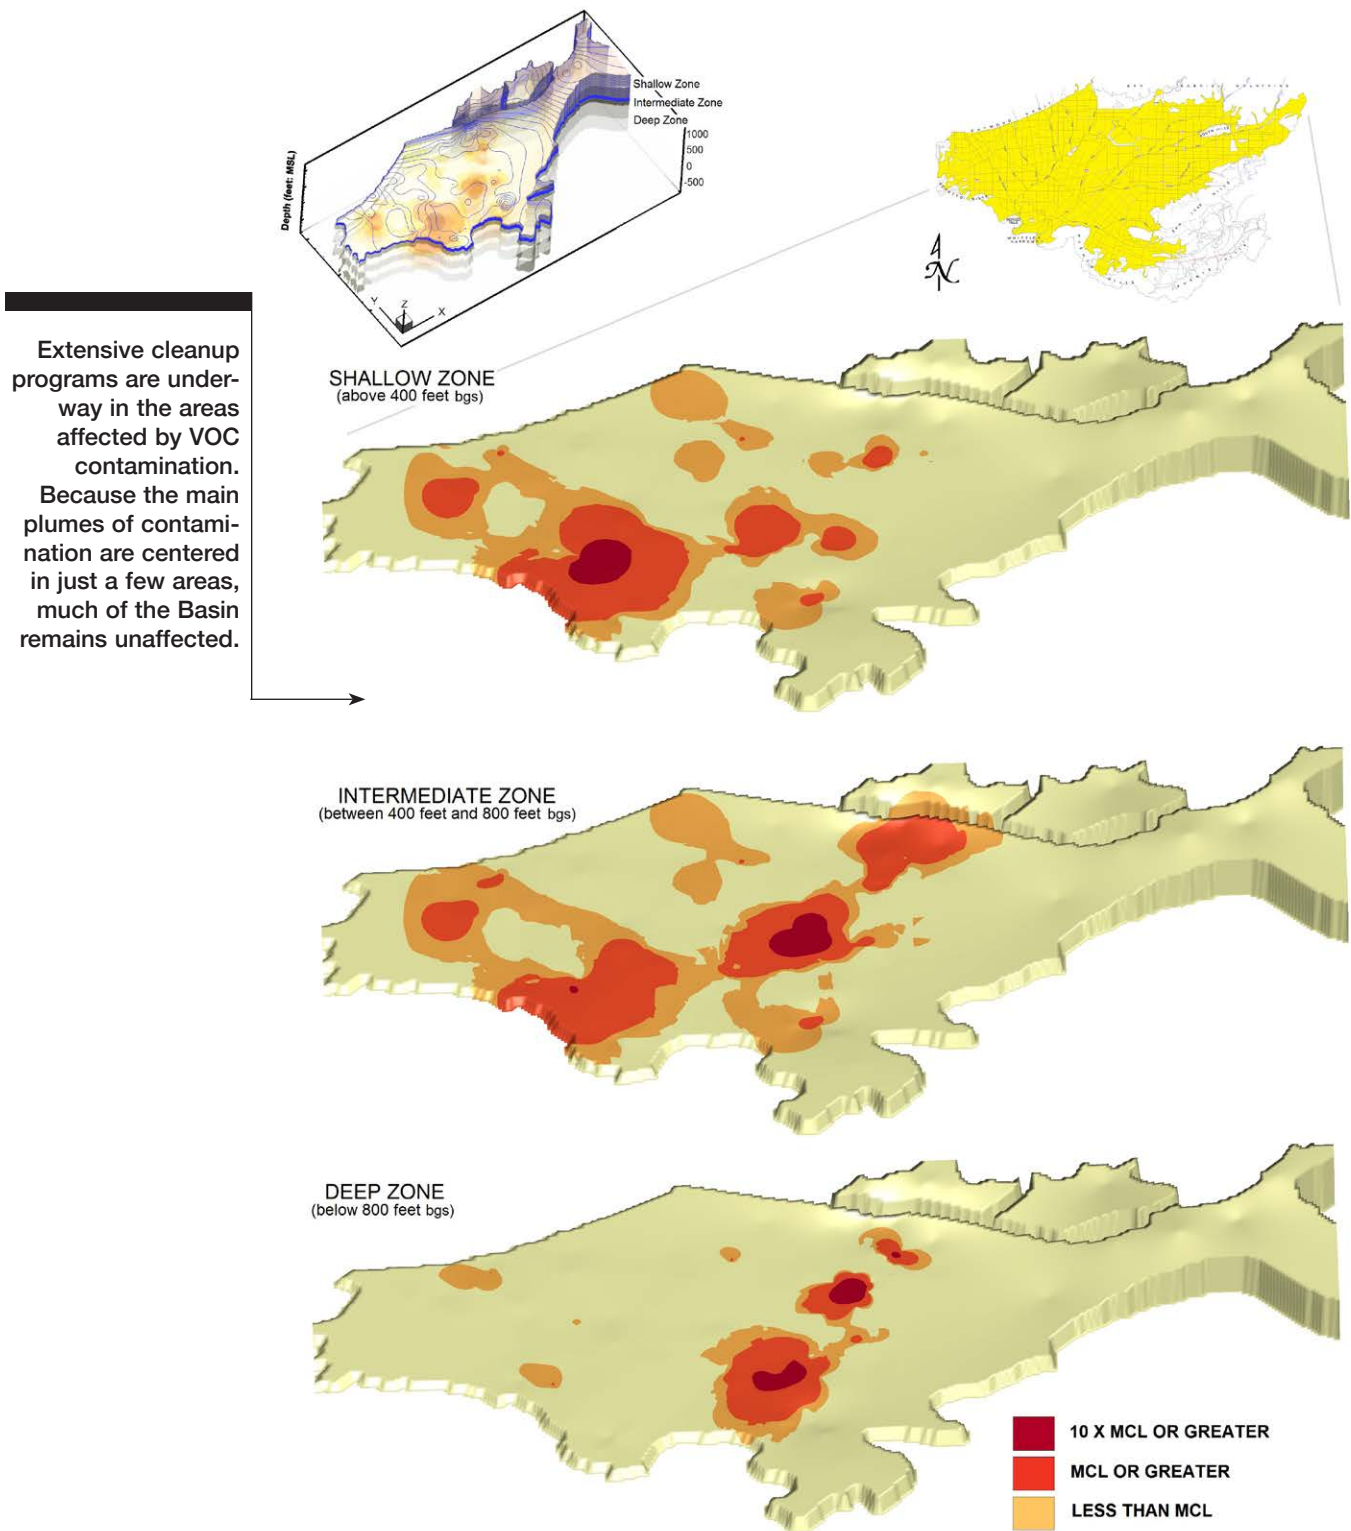 Shallow Zone
Intermediate Zone
Deep Zone
1000
500
0
-500
Depth (feet: MSL)
Y
Z
X
N
Extensive cleanup
programs are under-
way in the areas
affected by VOC
contamination.
Because the main
plumes of contami-
nation are centered
in just a few areas,
much of the Basin
remains unaffected.
SHALLOW ZONE
(above 400 feet bgs)
INTERMEDIATE ZONE
(between 400 feet and 800 feet bgs)
DEEP ZONE
(below 800 feet bgs)
10 X MCL OR GREATER
MCL OR GREATER
LESS THAN MCL